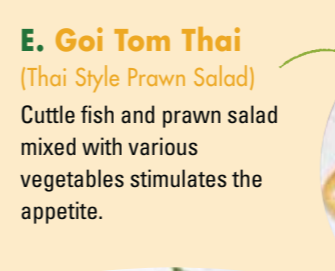 E. Goi Tom Thai
(Thai Style Prawn Salad)
Cuttle fish and prawn salad
mixed with various
vegetables stimulates the
appetite.